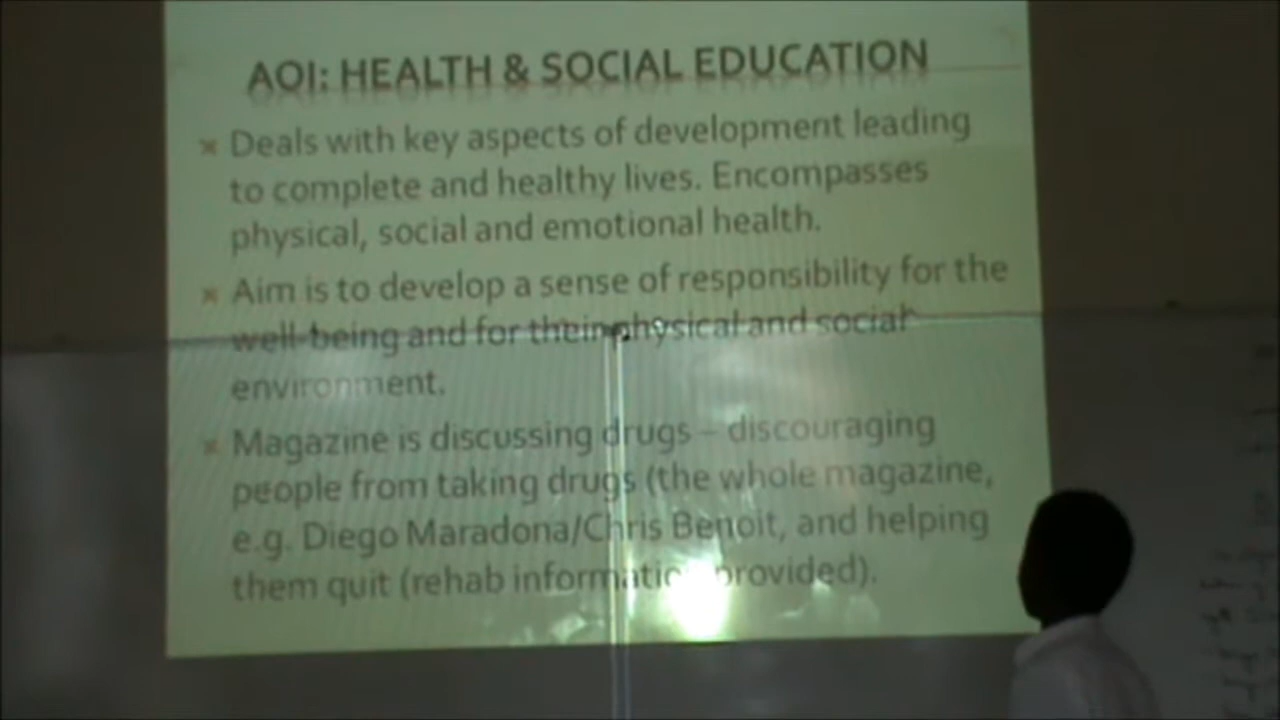 AOI: HEALTH & SOCIAL EDUCATION
Deals with key aspects of development leading
to complete and healthy lives. Encompasses
physical, social and emotional health.
Aim is to develop a sense of responsibility for the
well-being and for their physical and social
environment.
Magazine is discussing drugs – discouraging
people from taking drugs (the whole magazine,
e.g. Diego Maradona/Chris Benoit, and helping
them quit (rehab information provided).